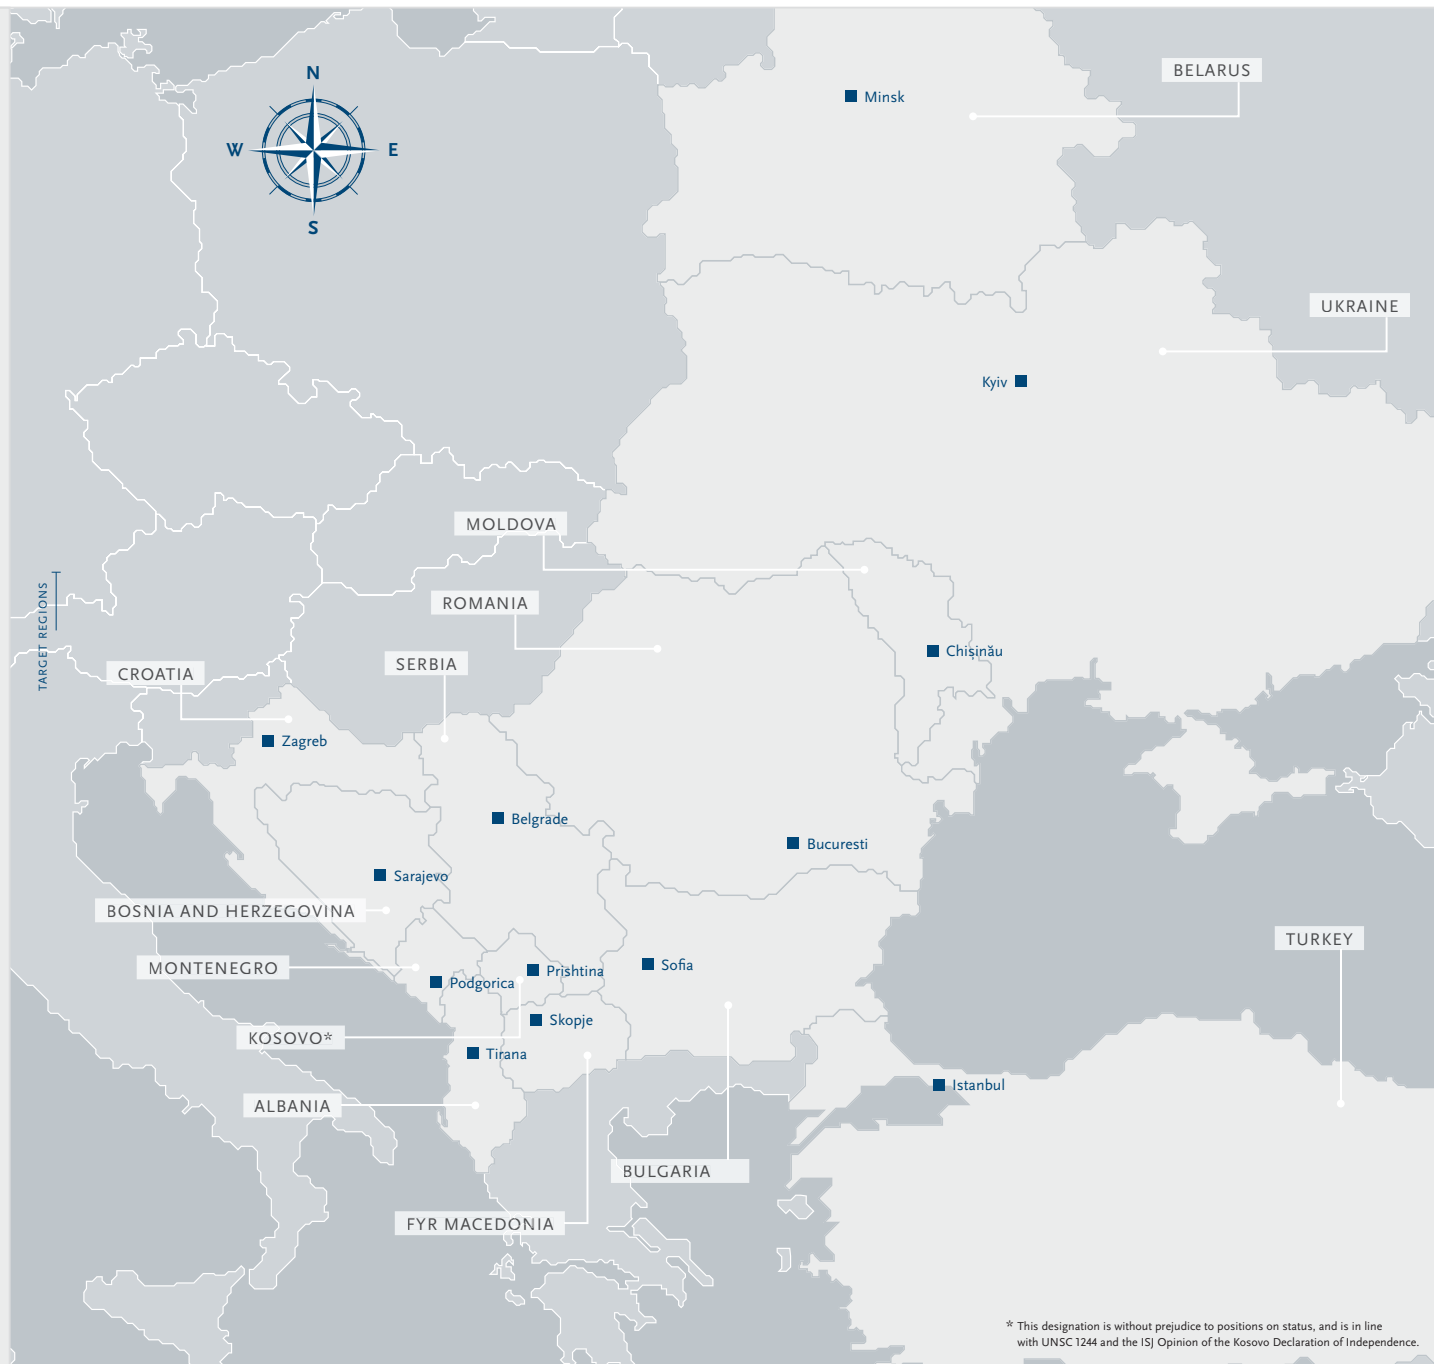 N
W
E
S
BELARUS
Minsk
UKRAINE
Kyiv
MOLDOVA
TARGET REGIONS
ROMANIA
Chișinău
SERBIA
CROATIA
Zagreb
Belgrade
Bucuresti
Sarajevo
BOSNIA AND HERZEGOVINA
TURKEY
MONTENEGRO
Prishtina
Sofia
Podgorica
Skopje
KOSOVO*
Tirana
Istanbul
ALBANIA
BULGARIA
FYR MACEDONIA
* This designation is without prejudice to positions on status, and is in line
with UNSC 1244 and the ISJ Opinion of the Kosovo Declaration of Independence.